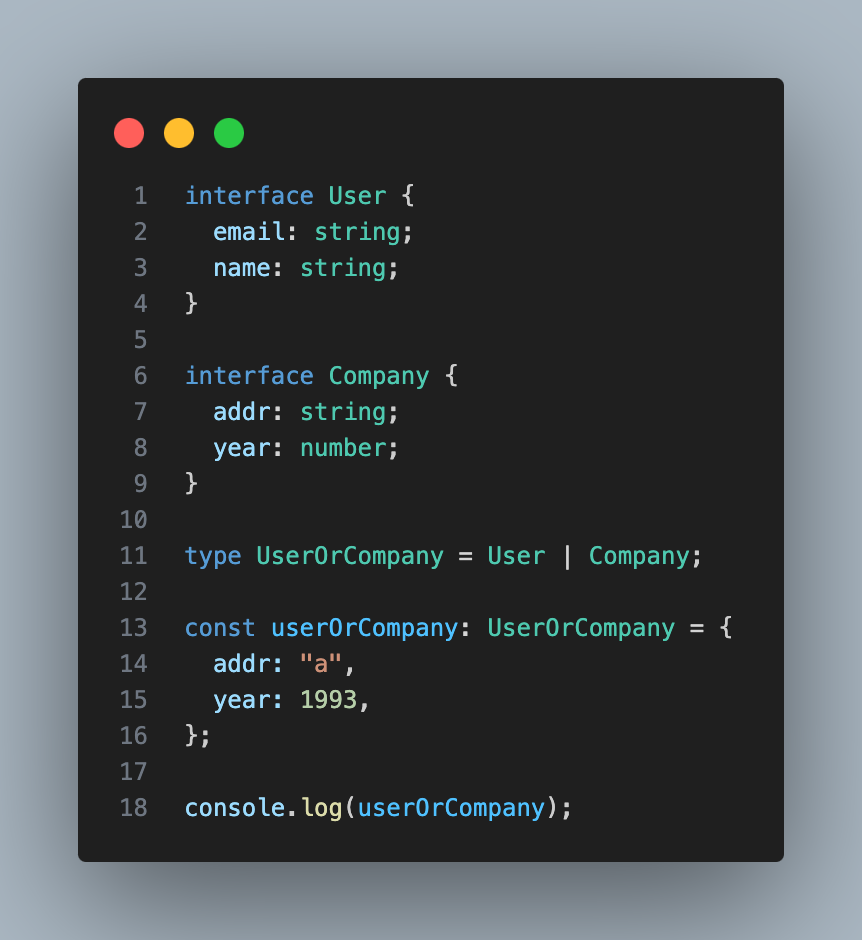 1 interface User {
2   email: string;
3   name: string;
4 }
5
6 interface Company {
7   addr: string;
8   year: number;
9 }
10
11 type UserOrCompany = User | Company;
12
13 const userOrCompany: UserOrCompany = {
14   addr: "a",
15   year: 1993,
16 };
17
18 console.log(userOrCompany);